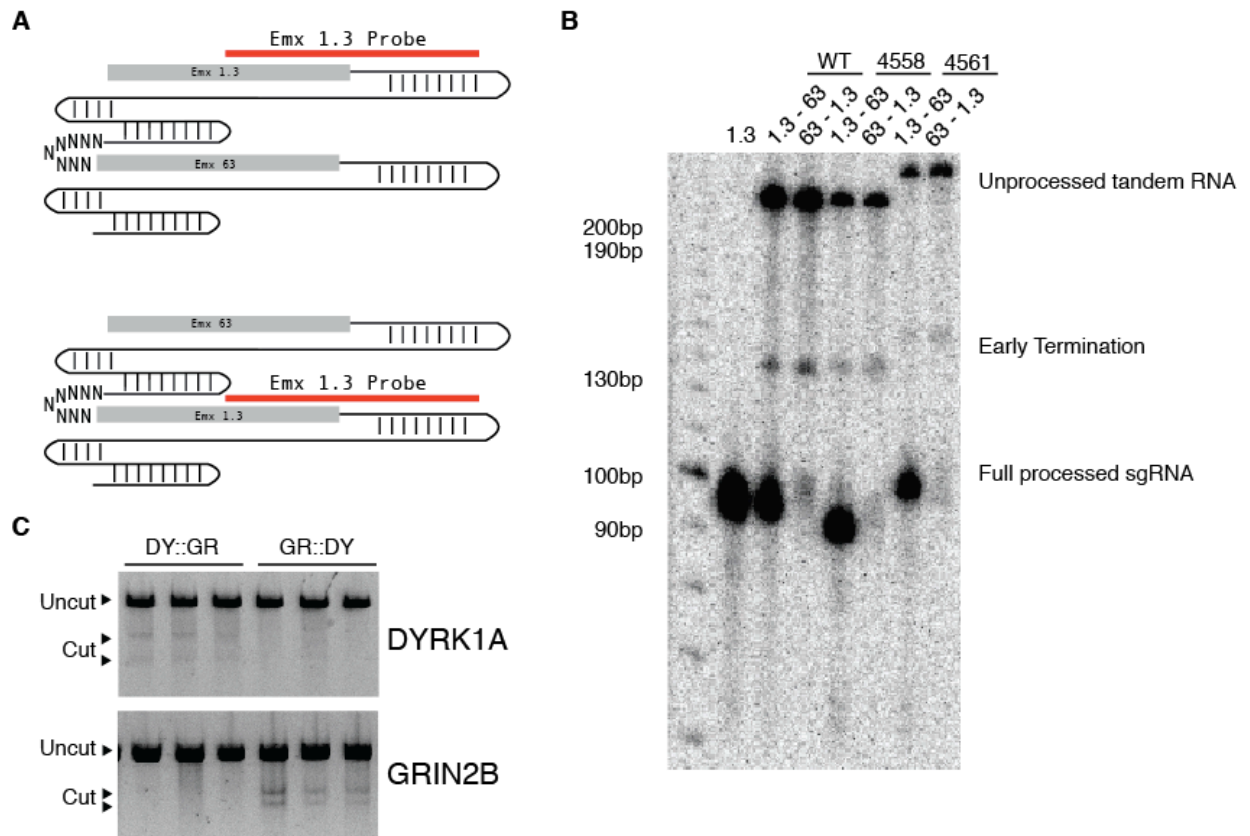 A
Emx 1.3 Probe
Emx 1.3
NNNNN
N
NNN
Emx 63
Emx 63
Emx 1.3 Probe
NNNNN
N
NNN
Emx 1.3
B
WT 4558 4561
1.3 1.3 - 63 63 - 1.3 1.3 - 63 63 - 1.3 1.3 - 63 63 - 1.3
Unprocessed tandem RNA
200bp
190bp
Early Termination
130bp
Full processed sgRNA
100bp
90bp
C
DY::GR GR::DY
Uncut
Cut
DYRK1A
Uncut
Cut
GRIN2B